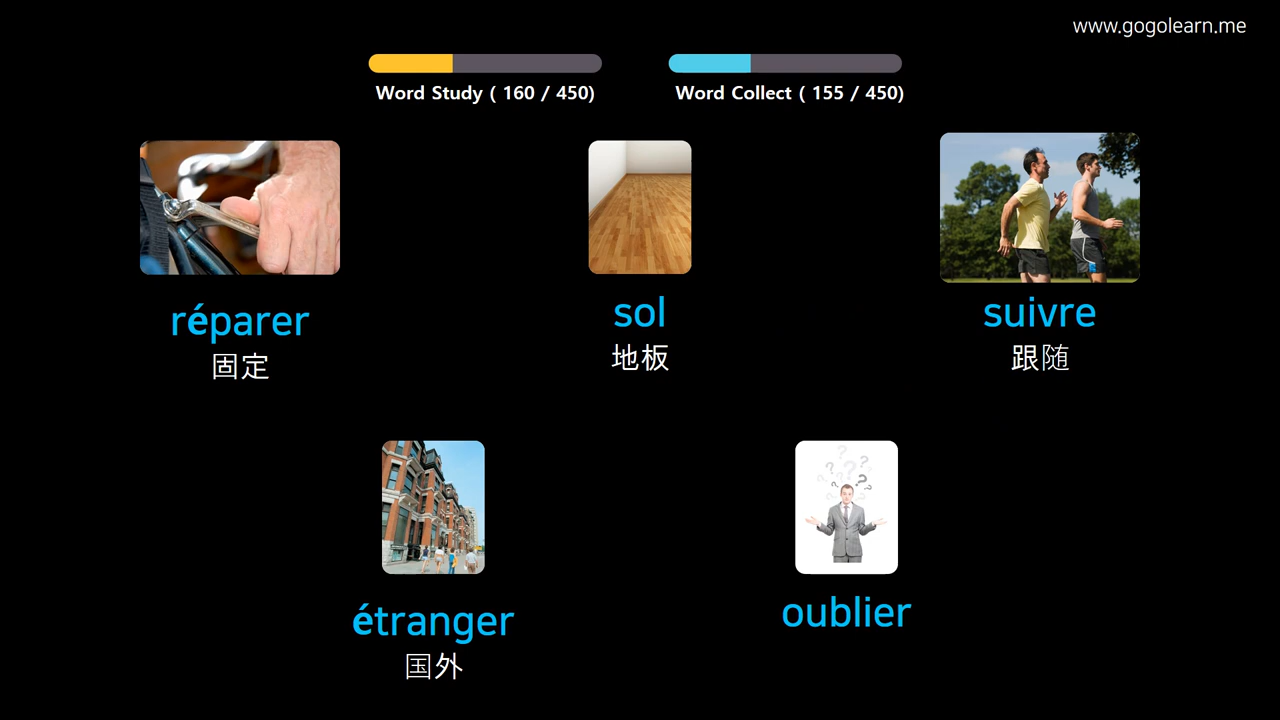 www.gogolearn.me
Word Study ( 160 / 450)
Word Collect ( 155 / 450)
réparer
固定
sol
地板
suivre
跟随
étranger
国外
oublier